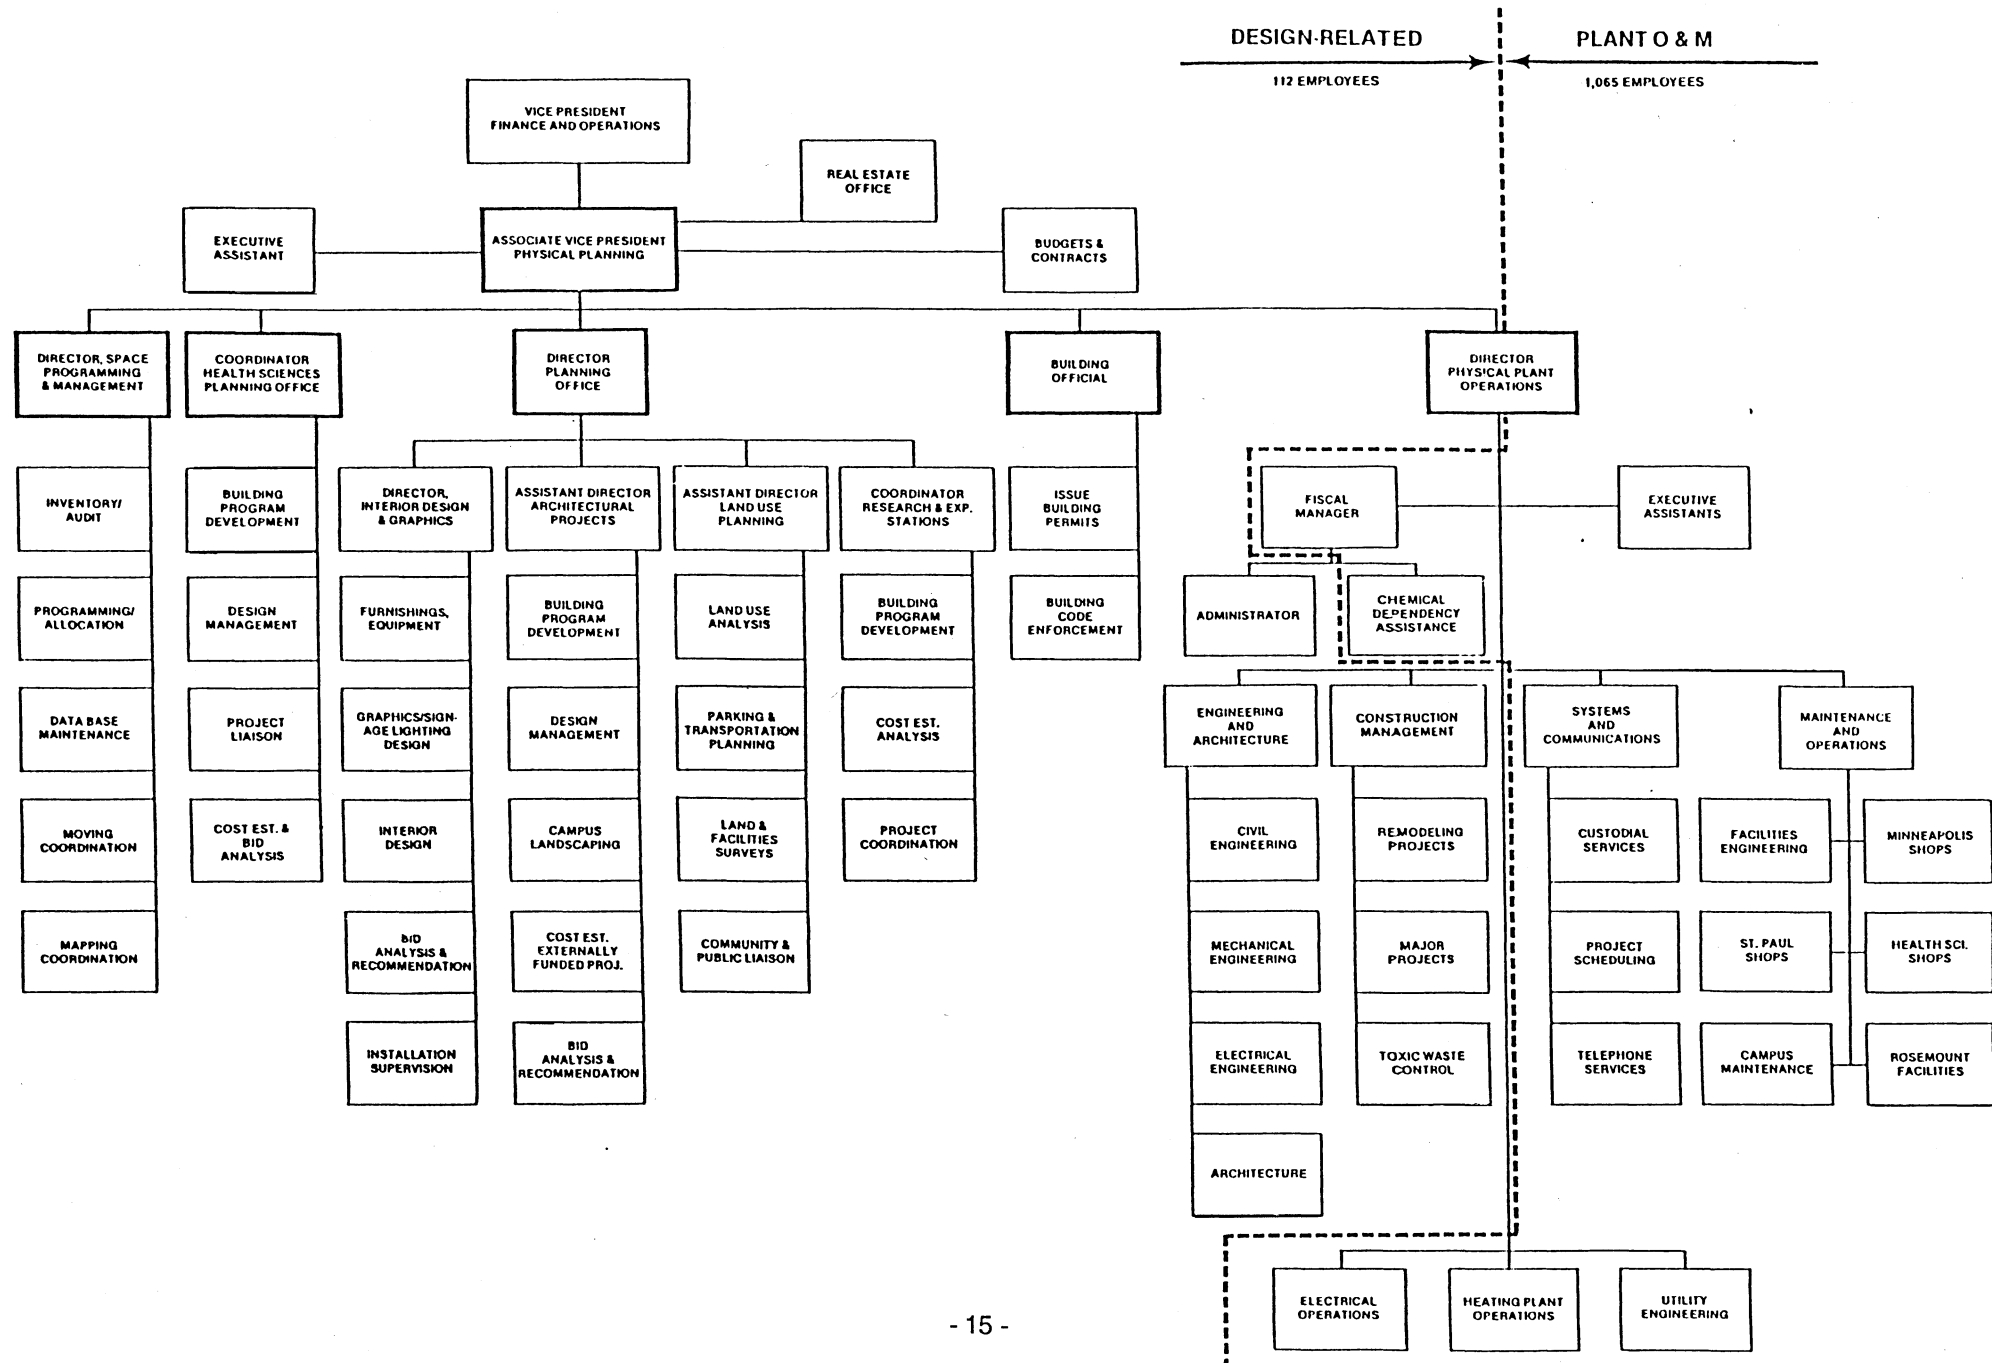 DESIGN-RELATED
PLANT O & M
112 EMPLOYEES
1,065 EMPLOYEES
VICE PRESIDENT
FINANCE AND OPERATIONS
REAL ESTATE
OFFICE
EXECUTIVE
ASSISTANT
ASSOCIATE VICE PRESIDENT
PHYSICAL PLANNING
BUDGETS &
CONTRACTS
DIRECTOR, SPACE
PROGRAMMING
& MANAGEMENT
COORDINATOR
HEALTH SCIENCES
PLANNING OFFICE
DIRECTOR
PLANNING
OFFICE
BUILDING
OFFICIAL
DIRECTOR
PHYSICAL PLANT
OPERATIONS
INVENTORY/
AUDIT
BUILDING
PROGRAM
DEVELOPMENT
DIRECTOR,
INTERIOR DESIGN
& GRAPHICS
ASSISTANT DIRECTOR
ARCHITECTURAL
PROJECTS
ASSISTANT DIRECTOR
LAND USE
PLANNING
COORDINATOR
RESEARCH & EXP.
STATIONS
ISSUE
BUILDING
PERMITS
FISCAL
MANAGER
EXECUTIVE
ASSISTANTS
PROGRAMMING/
ALLOCATION
DESIGN
MANAGEMENT
FURNISHINGS,
EQUIPMENT
BUILDING
PROGRAM
DEVELOPMENT
LAND USE
ANALYSIS
BUILDING
PROGRAM
DEVELOPMENT
BUILDING
CODE
ENFORCEMENT
ADMINISTRATOR
CHEMICAL
DEPENDENCY
ASSISTANCE
DATA BASE
MAINTENANCE
PROJECT
LIAISON
GRAPHICS/SIGN-
AGE LIGHTING
DESIGN
DESIGN
MANAGEMENT
PARKING &
TRANSPORTATION
PLANNING
COST EST.
ANALYSIS
ENGINEERING
AND
ARCHITECTURE
CONSTRUCTION
MANAGEMENT
SYSTEMS
AND
COMMUNICATIONS
MAINTENANCE
AND
OPERATIONS
MOVING
COORDINATION
COST EST. &
BID
ANALYSIS
INTERIOR
DESIGN
CAMPUS
LANDSCAPING
LAND &
FACILITIES
SURVEYS
PROJECT
COORDINATION
CIVIL
ENGINEERING
REMODELING
PROJECTS
CUSTODIAL
SERVICES
FACILITIES
ENGINEERING
MINNEAPOLIS
SHOPS
MAPPING
COORDINATION
BID
ANALYSIS &
RECOMMENDATION
COST EST.
EXTERNALLY
FUNDED PROJ.
COMMUNITY &
PUBLIC LIAISON
MECHANICAL
ENGINEERING
MAJOR
PROJECTS
PROJECT
SCHEDULING
ST. PAUL
SHOPS
HEALTH SCI.
SHOPS
INSTALLATION
SUPERVISION
BID
ANALYSIS &
RECOMMENDATION
ELECTRICAL
ENGINEERING
TOXIC WASTE
CONTROL
TELEPHONE
SERVICES
CAMPUS
MAINTENANCE
ROSEMOUNT
FACILITIES
ARCHITECTURE
ELECTRICAL
OPERATIONS
HEATING PLANT
OPERATIONS
UTILITY
ENGINEERING
- 15 -